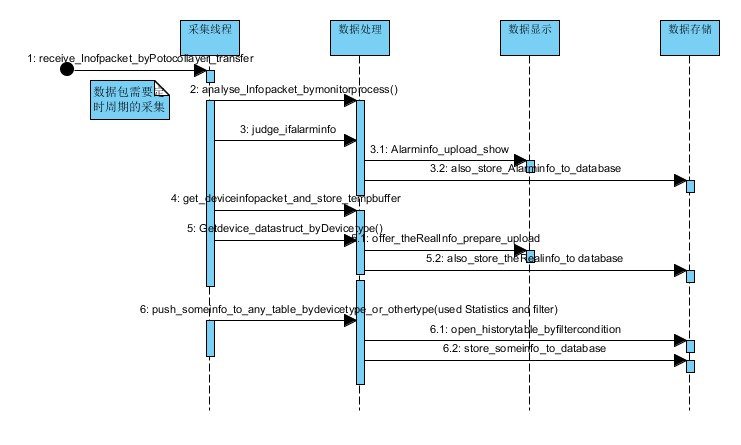 采集线程
数据处理
数据显示
数据存储
1: receive_Inofpacket_byPotocollayer_transfer
数据包需要定
时周期的采集
2: analyse_Infopacket_bymonitorprocess()
3: judge_ifalarminfo
3.1: Alarminfo_upload_show
3.2: also_store_Alarminfo_to_database
4: get_deviceinfopacket_and_store_tempbuffer
5: Getdevice_datastruct_byDevicetype()
5.1: offer_theRealInfo_prepare_upload
5.2: also_store_theRealinfo_to database
6: push_someinfo_to_any_table_bydevicetype_or_othertype(used Statistics and filter)
6.1: open_historytable_byfiltercondition
6.2: store_someinfo_to_database